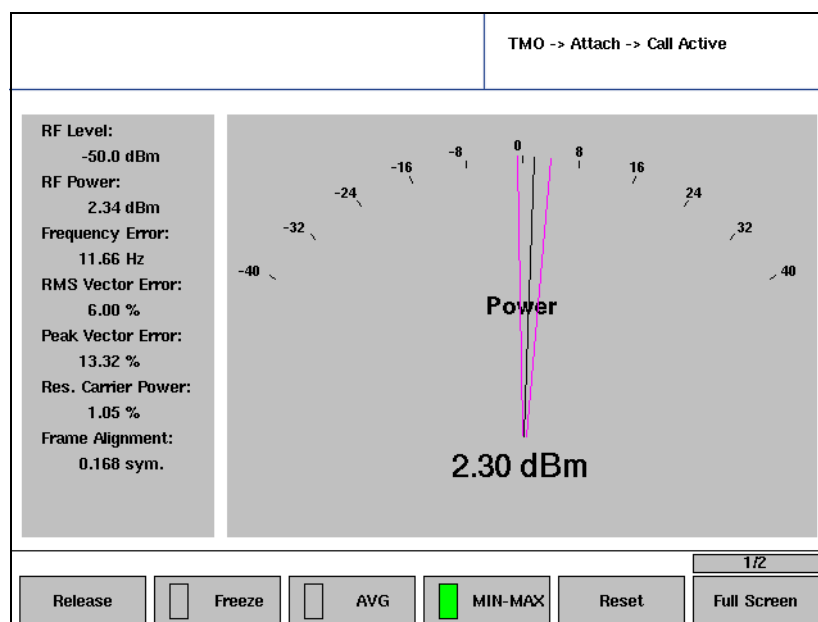 TMO -> Attach -> Call Active
RF Level:
-50.0 dBm
RF Power:
2.34 dBm
Frequency Error:
11.66 Hz
RMS Vector Error:
6.00 %
Peak Vector Error:
13.32 %
Res. Carrier Power:
1.05 %
Frame Alignment:
0.168 sym.
-40
-32
-24
-16
-8
0
8
16
24
32
40
Power
2.30 dBm
1/2
Release
Freeze
AVG
MIN-MAX
Reset
Full Screen